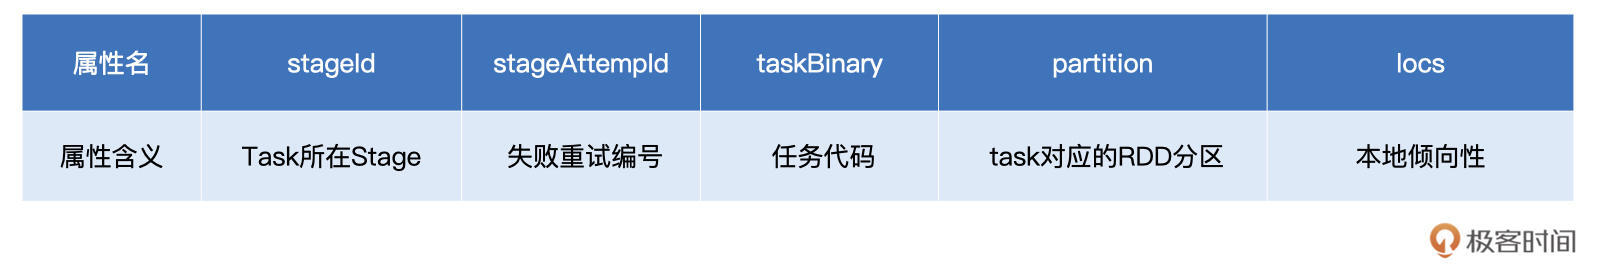 属性名 stageId stageAttempId taskBinary partition locs
属性含义 Task所在Stage 失败重试编号 任务代码 task对应的RDD分区 本地倾向性
极客时间